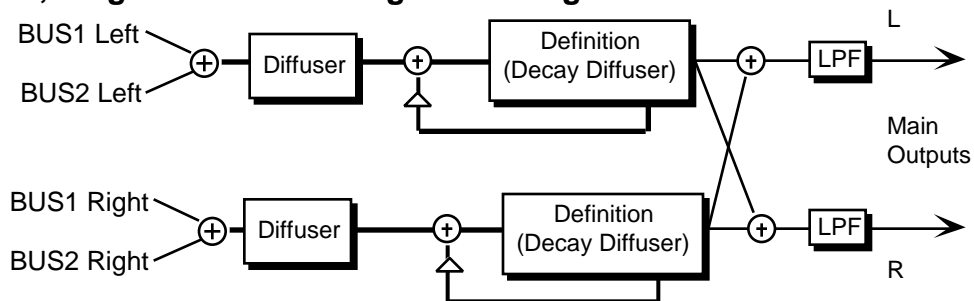 BUS1 Left
BUS2 Left
Diffuser
Definition
(Decay Diffuser)
LPF
L
Main
Outputs
BUS1 Right
BUS2 Right
Diffuser
Definition
(Decay Diffuser)
LPF
R